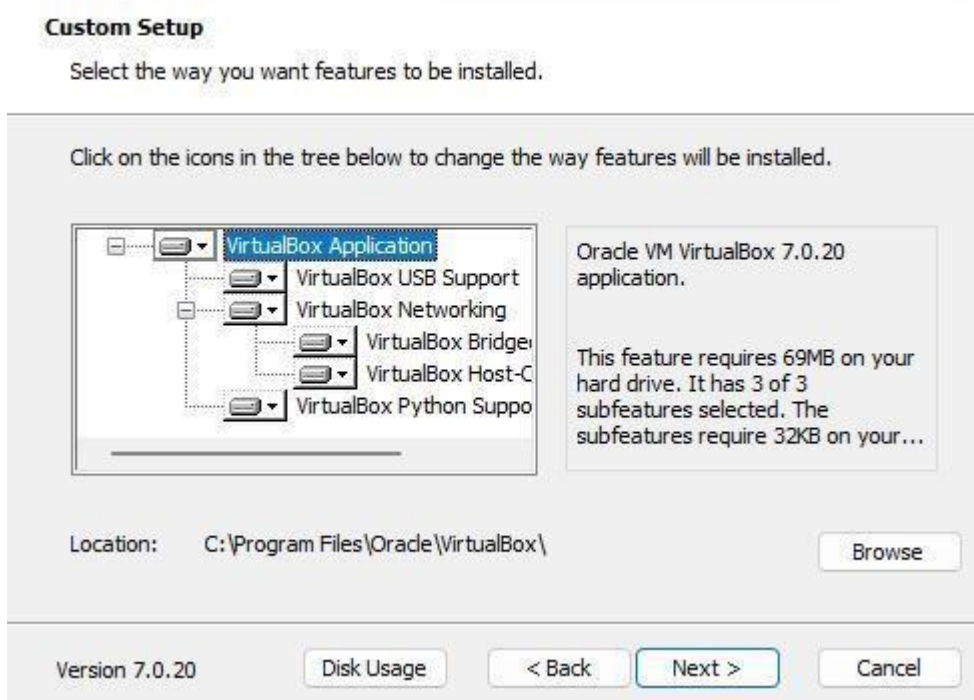 Custom Setup
Select the way you want features to be installed.
Click on the icons in the tree below to change the way features will be installed.
VirtualBox Application
VirtualBox USB Support
VirtualBox Networking
VirtualBox Bridge
VirtualBox Host-C
VirtualBox Python Suppo
Oracle VM VirtualBox 7.0.20
application.
This feature requires 69MB on your
hard drive. It has 3 of 3
subfeatures selected. The
subfeatures require 32KB on your...
Location: C:\Program Files\Oracle\VirtualBox\
Browse
Version 7.0.20
Disk Usage
< Back
Next >
Cancel